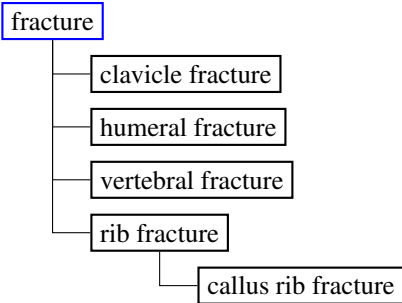 fracture
clavicle fracture
humeral fracture
vertebral fracture
rib fracture
callus rib fracture